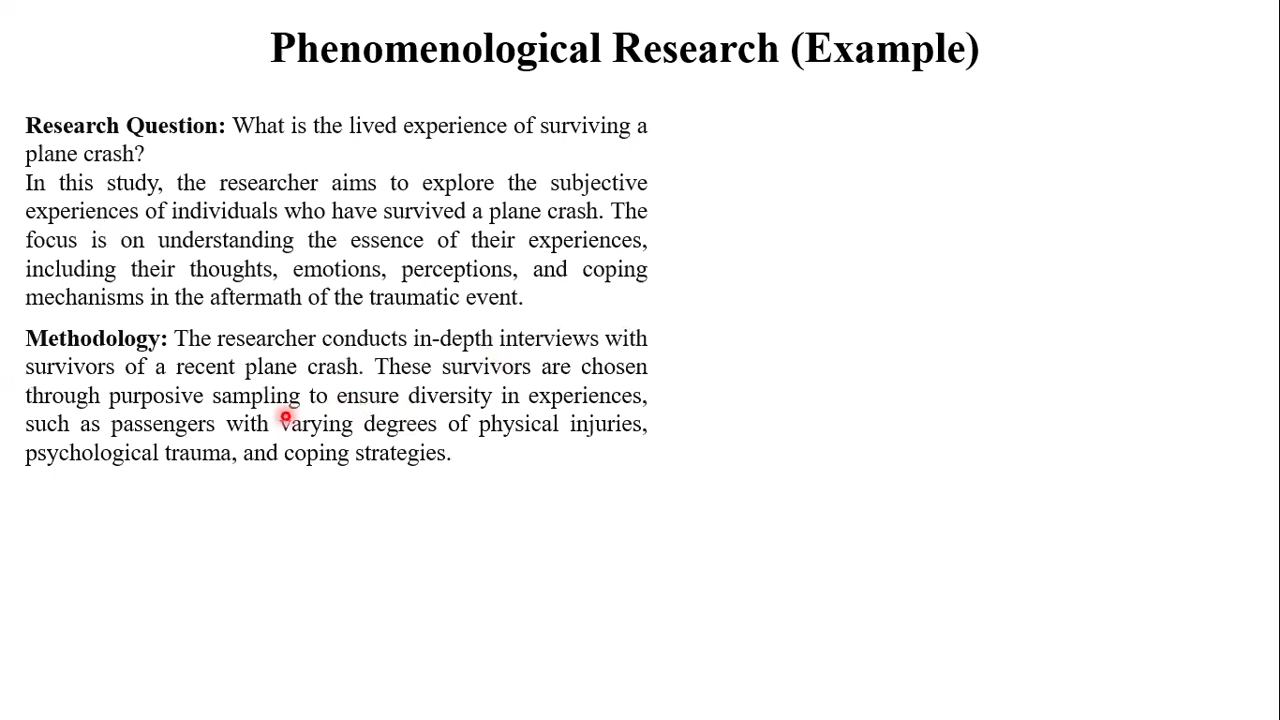 Phenomenological Research (Example)
Research Question: What is the lived experience of surviving a
plane crash?
In this study, the researcher aims to explore the subjective
experiences of individuals who have survived a plane crash. The
focus is on understanding the essence of their experiences,
including their thoughts, emotions, perceptions, and coping
mechanisms in the aftermath of the traumatic event.
Methodology: The researcher conducts in-depth interviews with
survivors of a recent plane crash. These survivors are chosen
through purposive sampling to ensure diversity in experiences,
such as passengers with varying degrees of physical injuries,
psychological trauma, and coping strategies.